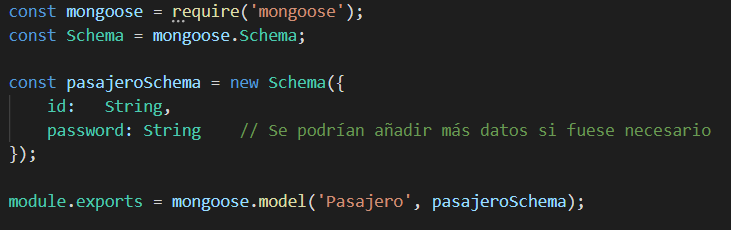 const mongoose = require('mongoose');
const Schema = mongoose.Schema;
const pasajeroSchema = new Schema({
    id:   String,
    password: String    // Se podrían añadir más datos si fuese necesario
});
module.exports = mongoose.model('Pasajero', pasajeroSchema);